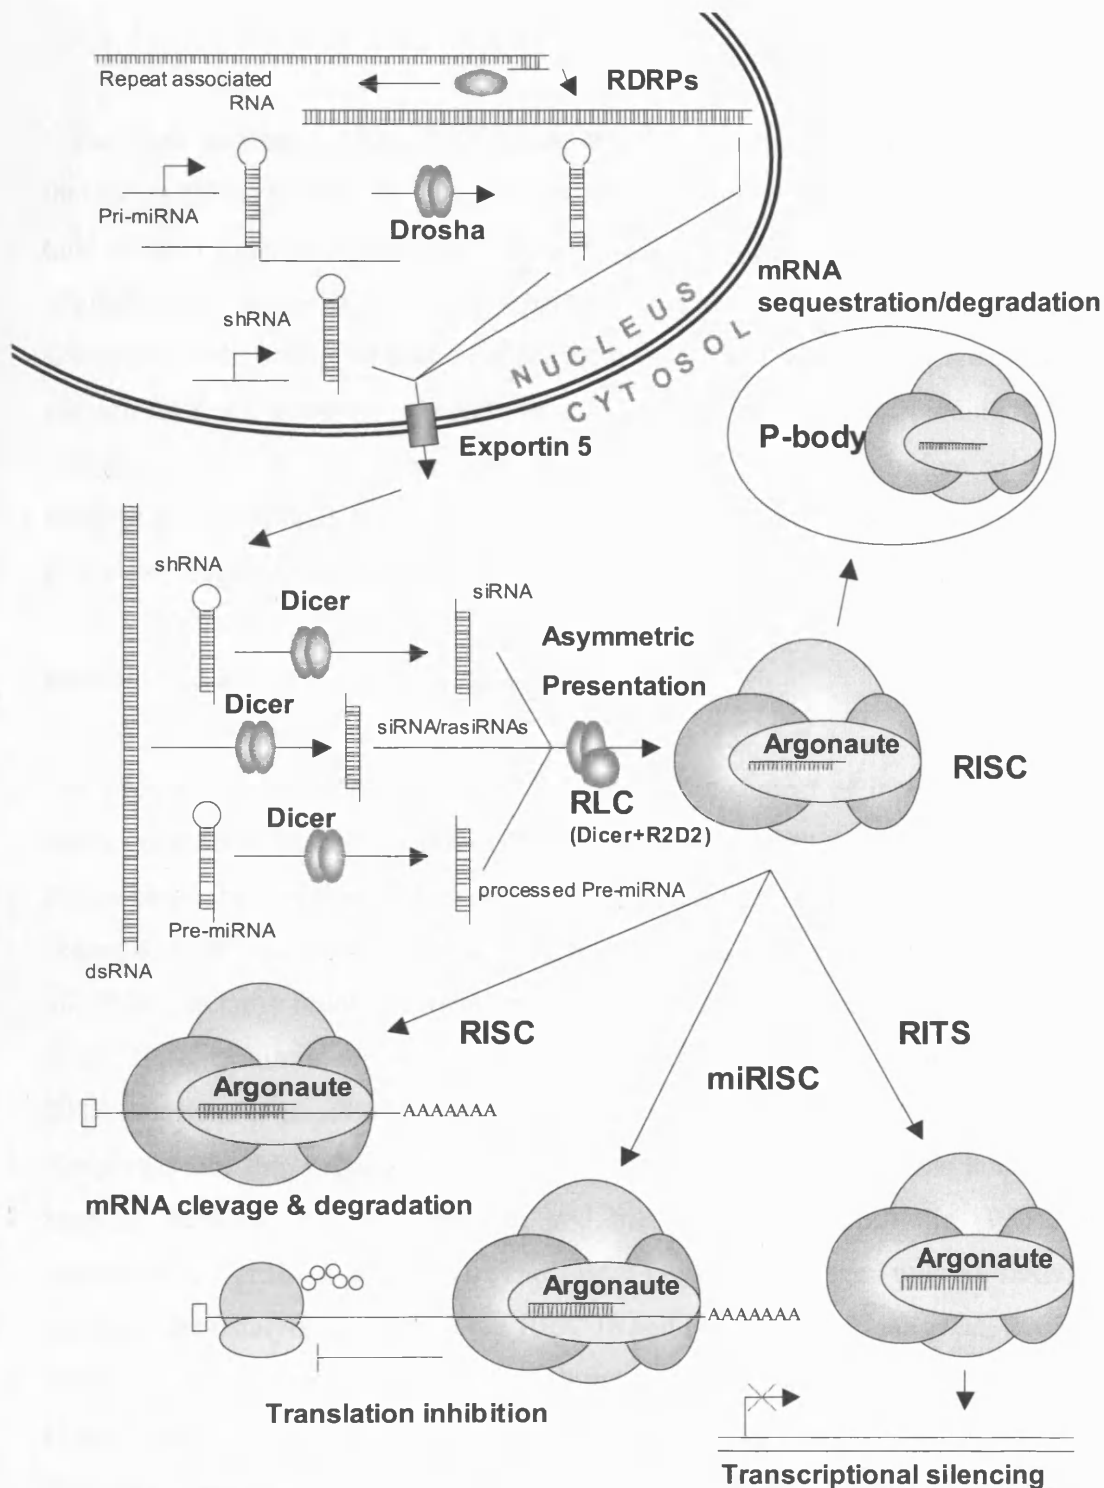 Repeat associated
RNA
RDRPs
Pri-miRNA
Drosha
shRNA
NUCLEUS
CYTOSOL
Exportin 5
mRNA
sequestration/degradation
P-body
shRNA
Dicer
siRNA
Asymmetric
Presentation
Dicer
siRNA/rasiRNAs
Argonaute
RISC
RLC
(Dicer+R2D2)
Dicer
processed Pre-miRNA
Pre-miRNA
dsRNA
RISC
miRISC
RITS
Argonaute
AAAAAAA
mRNA clevage & degradation
Argonaute
AAAAAAA
Argonaute
Translation inhibition
Transcriptional silencing